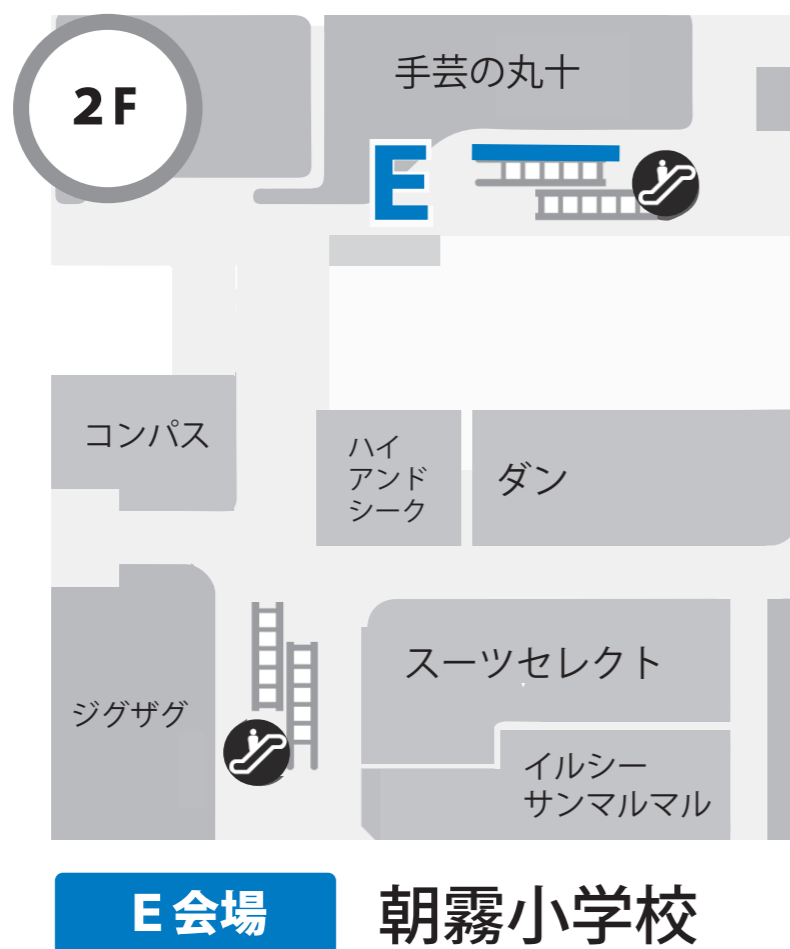 2F
手芸の丸十
E
コンパス
ハイ
アンド
シーク
ダン
スーツセレクト
ジグザグ
イルシー
サンマルマル
E会場
朝霧小学校